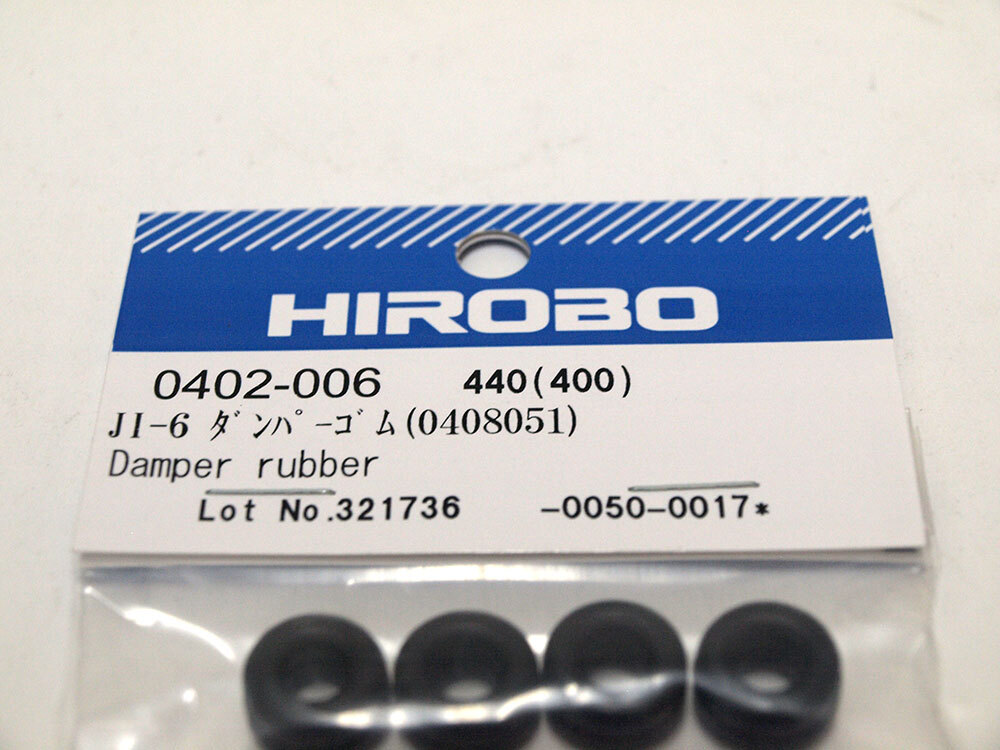 HIROBO
0402-006 440(400)
JI-6 ﾀﾞﾝﾊﾟｰｺﾞﾑ(0408051)
Damper rubber
Lot No.321736 -0050-0017*